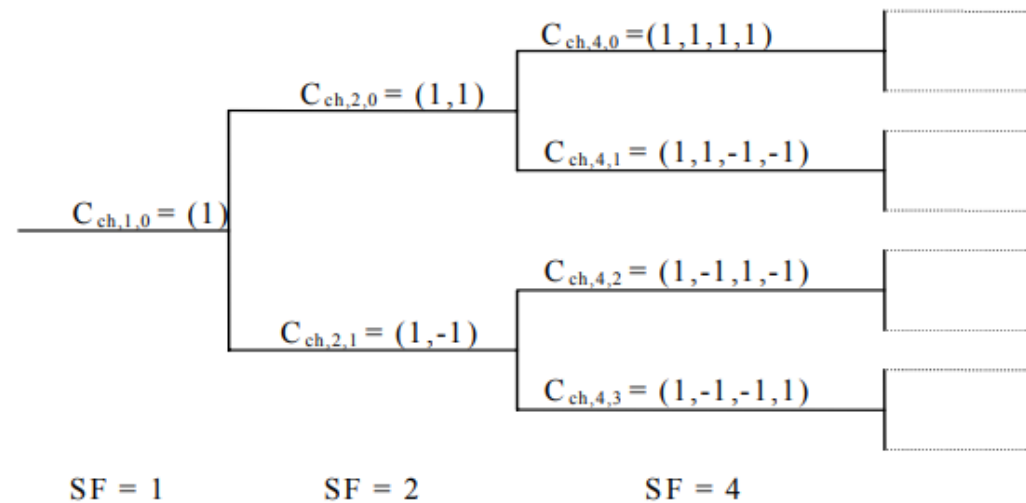 C ch,4,0 =(1,1,1,1)
C ch,2,0 = (1,1)
C ch,4,1 = (1,1,-1,-1)
C ch,1,0 = (1)
C ch,4,2 = (1,-1,1,-1)
C ch,2,1 = (1,-1)
C ch,4,3 = (1,-1,-1,1)
SF = 1 SF = 2 SF = 4